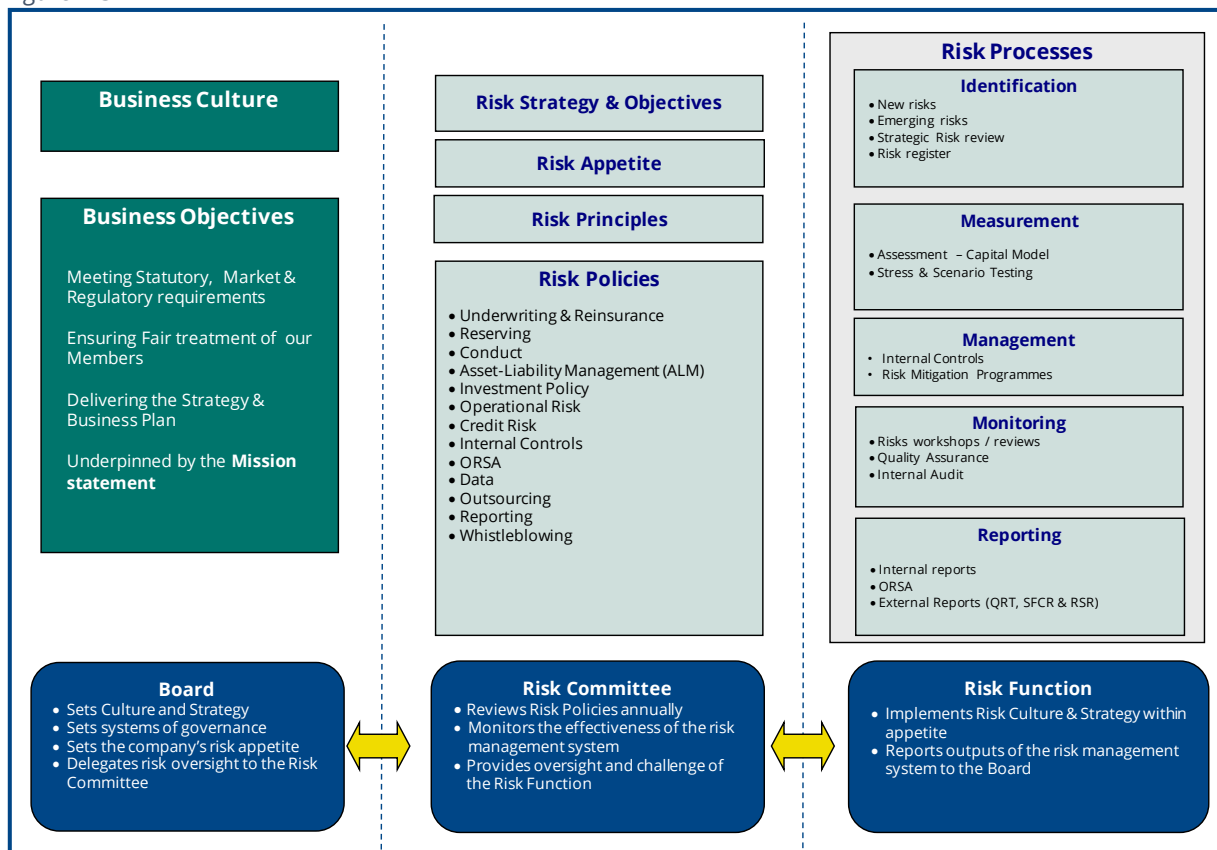 Business Culture
Business Objectives
Meeting Statutory, Market &
Regulatory requirements
Ensuring Fair treatment of our
Members
Delivering the Strategy &
Business Plan
Underpinned by the Mission
statement
Board
• Sets Culture and Strategy
• Sets systems of governance
• Sets the company's risk appetite
• Delegates risk oversight to the Risk
Committee
Risk Strategy & Objectives
Risk Appetite
Risk Principles
Risk Policies
• Underwriting & Reinsurance
• Reserving
• Conduct
• Asset-Liability Management (ALM)
• Investment Policy
• Operational Risk
• Credit Risk
• Internal Controls
• ORSA
• Data
• Outsourcing
• Reporting
• Whistleblowing
Risk Committee
• Reviews Risk Policies annually
• Monitors the effectiveness of the risk
management system
• Provides oversight and challenge of
the Risk Function
Risk Processes
Identification
• New risks
• Emerging risks
• Strategic Risk review
• Risk register
Measurement
• Assessment – Capital Model
• Stress & Scenario Testing
Management
• Internal Controls
• Risk Mitigation Programmes
Monitoring
• Risks workshops / reviews
• Quality Assurance
• Internal Audit
Reporting
• Internal reports
• ORSA
• External Reports (QRT, SFCR & RSR)
Risk Function
• Implements Risk Culture & Strategy within
appetite
• Reports outputs of the risk management
system to the Board